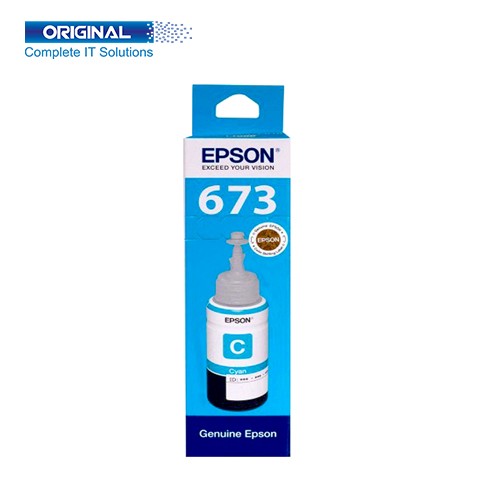 ORIGINAL
Complete IT Solutions
EPSON
EXCEED YOUR VISION
673
EPSON
EPSON
C
Cyan
Genuine Epson